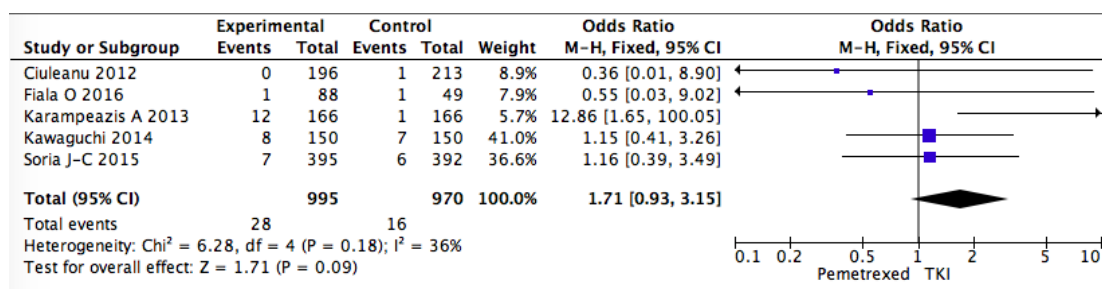 Experimental Control Odds Ratio Odds Ratio
Study or Subgroup Events Total Events Total Weight M-H, Fixed, 95% CI M-H, Fixed, 95% CI
Ciuleanu 2012 0 196 1 213 8.9% 0.36 [0.01, 8.90]
Fiala O 2016 1 88 1 49 7.9% 0.55 [0.03, 9.02]
Karampeazis A 2013 12 166 1 166 5.7% 12.86 [1.65, 100.05]
Kawaguchi 2014 8 150 7 150 41.0% 1.15 [0.41, 3.26]
Soria J-C 2015 7 395 6 392 36.6% 1.16 [0.39, 3.49]
Total (95% CI) 995 970 100.0% 1.71 [0.93, 3.15]
Total events 28 16
Heterogeneity: Chi² = 6.28, df = 4 (P = 0.18); I² = 36%
Test for overall effect: Z = 1.71 (P = 0.09)
0.1 0.2 0.5 1 2 5 10
Pemetrexed TKI